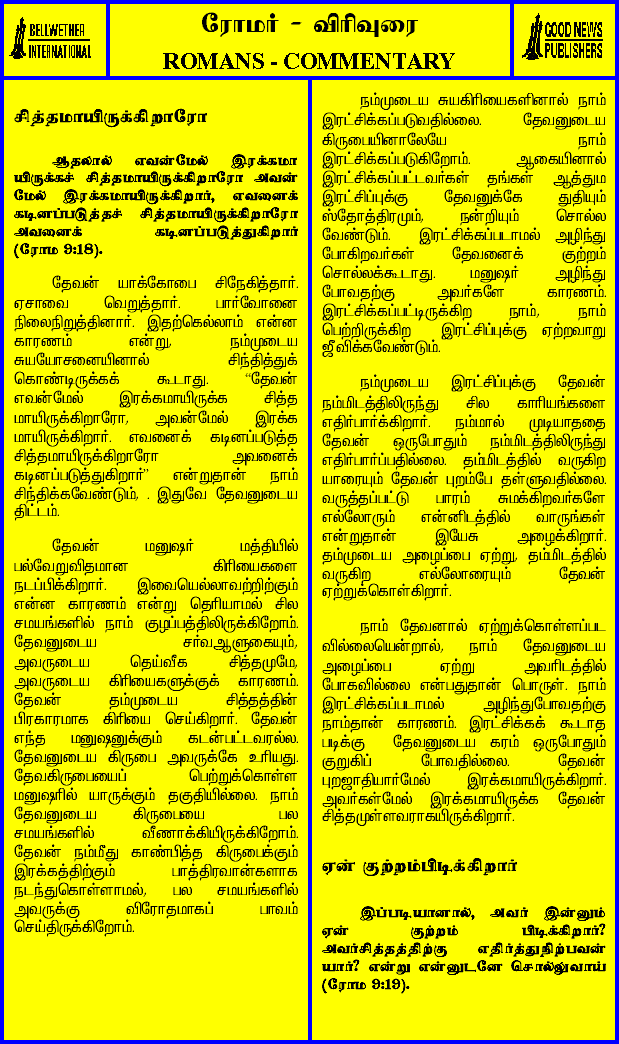 BELLWETHER
INTERNATIONAL
ரோமர் - விரிவுரை
ROMANS - COMMENTARY
GOOD NEWS
PUBLISHERS
சித்தமாயிருக்கிறாரோ
ஆதலால் எவன்மேல் இரக்கமா
யிருக்கச் சித்தமாயிருக்கிறாரோ அவன்
மேல் இரக்கமாயிருக்கிறார், எவனைக்
கடினப்படுத்தச் சித்தமாயிருக்கிறாரோ
அவனைக் கடினப்படுத்துகிறார்
(ரோம 9:18).
தேவன் யாக்கோபை சிநேகித்தார்.
ஏசாவை வெறுத்தார். பார்வோனை
நிலைநிறுத்தினார். இதற்கெல்லாம் என்ன
காரணம் என்று, நம்முடைய
சுயயோசனையினால் சிந்தித்துக்
கொண்டிருக்கக் கூடாது. “தேவன்
எவன்மேல் இரக்கமாயிருக்க சித்த
மாயிருக்கிறாரோ, அவன்மேல் இரக்க
மாயிருக்கிறார். எவனைக் கடினப்படுத்த
சித்தமாயிருக்கிறாரோ அவனைக்
கடினப்படுத்துகிறார்” என்றுதான் நாம்
சிந்திக்கவேண்டும், . இதுவே தேவனுடைய
திட்டம்.
தேவன் மனுஷர் மத்தியில்
பல்வேறுவிதமான கிரியைகளை
நடப்பிக்கிறார். இவையெல்லாவற்றிற்கும்
என்ன காரணம் என்று தெரியாமல் சில
சமயங்களில் நாம் குழப்பத்திலிருக்கிறோம்.
தேவனுடைய சர்வஆளுகையும்,
அவருடைய தெய்வீக சித்தமுமே,
அவருடைய கிரியைகளுக்குக் காரணம்.
தேவன் தம்முடைய சித்தத்தின்
பிரகாரமாக கிரியை செய்கிறார். தேவன்
எந்த மனுஷனுக்கும் கடன்பட்டவரல்ல.
தேவனுடைய கிருபை அவருக்கே உரியது.
தேவகிருபையைப் பெற்றுக்கொள்ள
மனுஷரில் யாருக்கும் தகுதியில்லை. நாம்
தேவனுடைய கிருபையை பல
சமயங்களில் வீணாக்கியிருக்கிறோம்.
தேவன் நம்மீது காண்பித்த கிருபைக்கும்
இரக்கத்திற்கும் பாத்திரவான்களாக
நடந்துகொள்ளாமல், பல சமயங்களில்
அவருக்கு விரோதமாகப் பாவம்
செய்திருக்கிறோம்.
நம்முடைய சுயகிரியைகளினால் நாம்
இரட்சிக்கப்படுவதில்லை. தேவனுடைய
கிருபையினாலேயே நாம்
இரட்சிக்கப்படுகிறோம். ஆகையினால்
இரட்சிக்கப்பட்டவர்கள் தங்கள் ஆத்தும
இரட்சிப்புக்கு தேவனுக்கே துதியும்
ஸ்தோத்திரமும், நன்றியும் சொல்ல
வேண்டும். இரட்சிக்கப்படாமல் அழிந்து
போகிறவர்கள் தேவனைக் குற்றம்
சொல்லக்கூடாது. மனுஷர் அழிந்து
போவதற்கு அவர்களே காரணம்.
இரட்சிக்கப்பட்டிருக்கிற நாம், நாம்
பெற்றிருக்கிற இரட்சிப்புக்கு ஏற்றவாறு
ஜீவிக்கவேண்டும்.
நம்முடைய இரட்சிப்புக்கு தேவன்
நம்மிடத்திலிருந்து சில காரியங்களை
எதிர்பார்க்கிறார். நம்மால் முடியாததை
தேவன் ஒருபோதும் நம்மிடத்திலிருந்து
எதிர்பார்ப்பதில்லை. தம்மிடத்தில் வருகிற
யாரையும் தேவன் புறம்பே தள்ளுவதில்லை.
வருத்தப்பட்டு பாரம் சுமக்கிறவர்களே
எல்லோரும் என்னிடத்தில் வாருங்கள்
என்றுதான் இயேசு அழைக்கிறார்.
தம்முடைய அழைப்பை ஏற்று, தம்மிடத்தில்
வருகிற எல்லோரையும் தேவன்
ஏற்றுக்கொள்கிறார்.
நாம் தேவனால் ஏற்றுக்கொள்ளப்பட
வில்லையென்றால், நாம் தேவனுடைய
அழைப்பை ஏற்று அவரிடத்தில்
போகவில்லை என்பதுதான் பொருள். நாம்
இரட்சிக்கப்படாமல் அழிந்துபோவதற்கு
நாம்தான் காரணம். இரட்சிக்கக் கூடாத
படிக்கு தேவனுடைய கரம் ஒருபோதும்
குறுகிப் போவதில்லை. தேவன்
புறஜாதியார்மேல் இரக்கமாயிருக்கிறார்.
அவர்கள்மேல் இரக்கமாயிருக்க தேவன்
சித்தமுள்ளவராகயிருக்கிறார்.
ஏன் குற்றம்பிடிக்கிறார்
இப்படியானால், அவர் இன்னும்
ஏன் குற்றம் பிடிக்கிறார்?
அவர்சித்தத்திற்கு எதிர்த்துநிற்பவன்
யார்? என்று என்னுடனே சொல்லுவாய்
(ரோம 9:19).